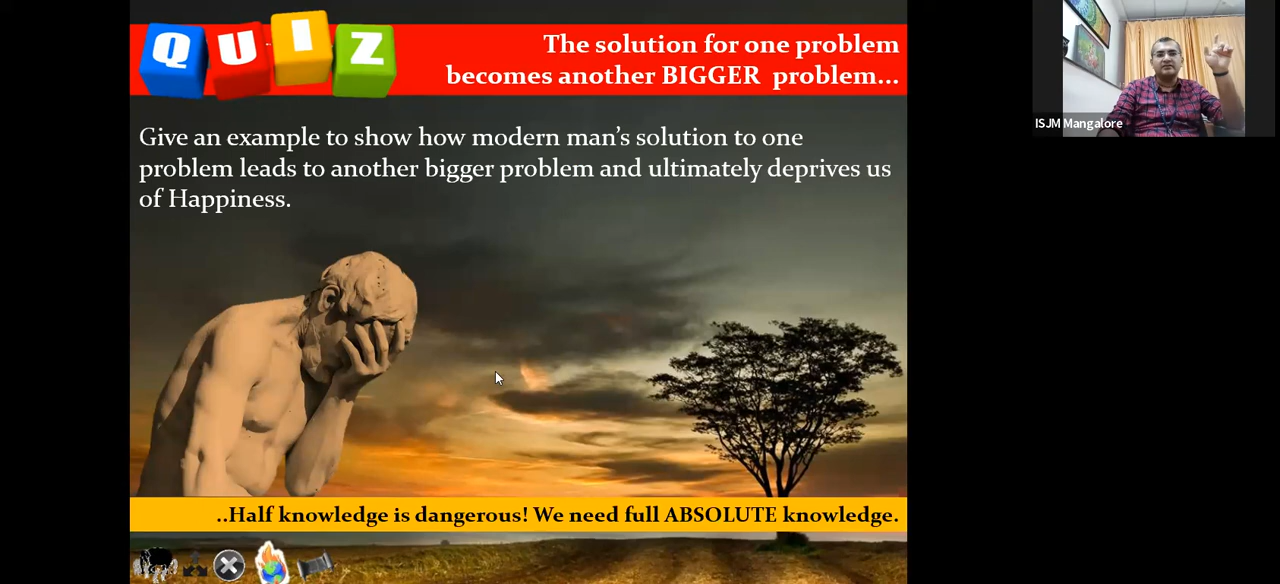 QUIZ
The solution for one problem
becomes another BIGGER problem...
ISJM Mangalore
Give an example to show how modern man's solution to one
problem leads to another bigger problem and ultimately deprives us
of Happiness.
..Half knowledge is dangerous! We need full ABSOLUTE knowledge.